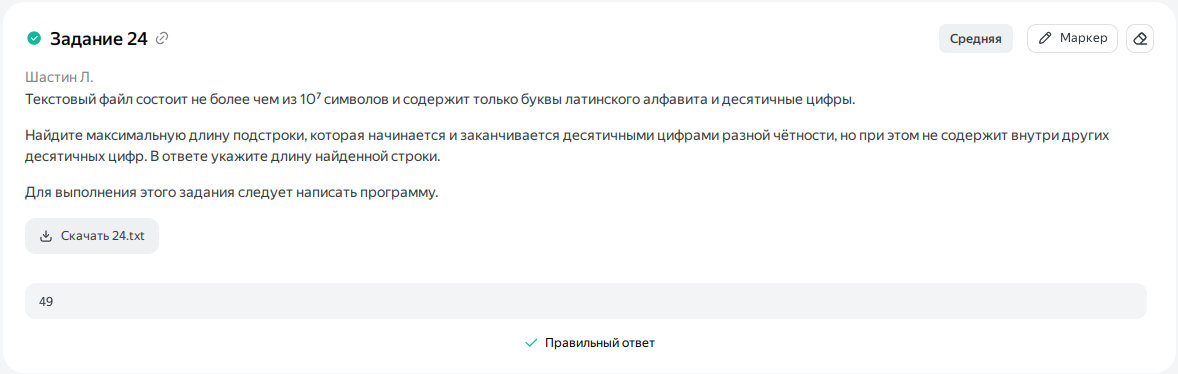 Задание 24
Средняя
Маркер
Шастин Л.
Текстовый файл состоит не более чем из 10⁷ символов и содержит только буквы латинского алфавита и десятичные цифры.
Найдите максимальную длину подстроки, которая начинается и заканчивается десятичными цифрами разной чётности, но при этом не содержит внутри других
десятичных цифр. В ответе укажите длину найденной строки.
Для выполнения этого задания следует написать программу.
Скачать 24.txt
49
Правильный ответ